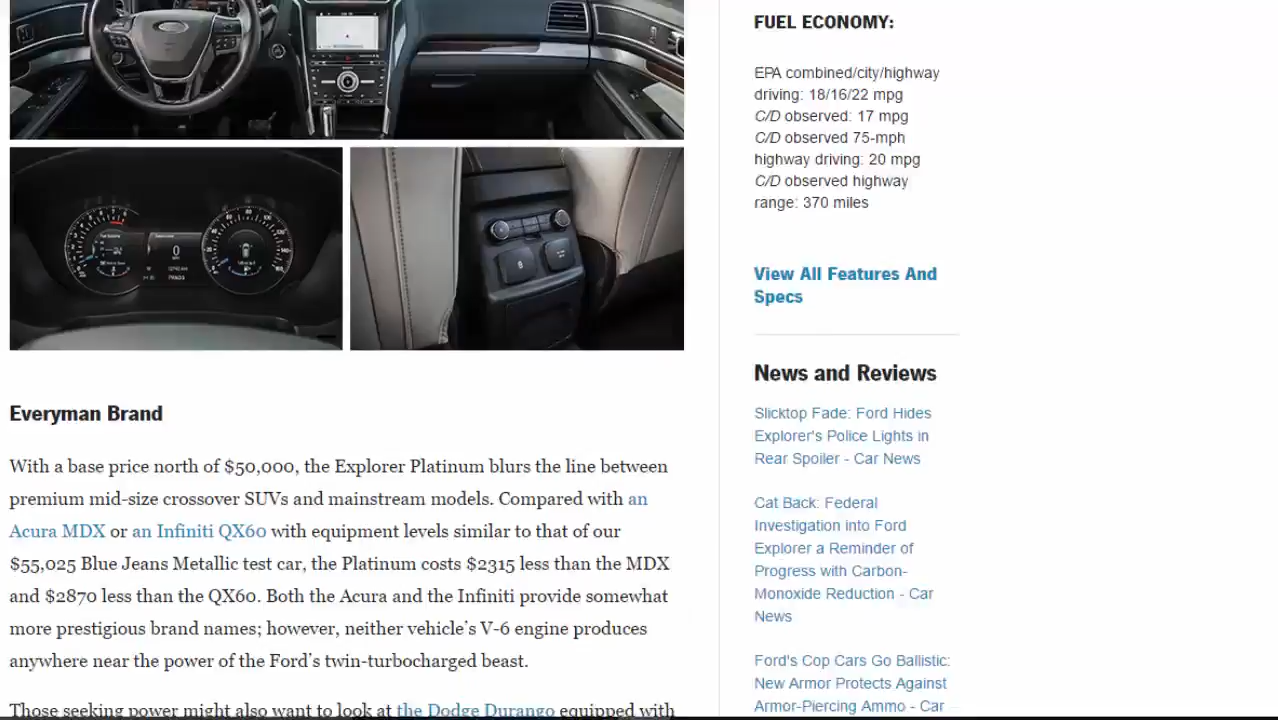 Everyman Brand
With a base price north of $50,000, the Explorer Platinum blurs the line between
premium mid-size crossover SUVs and mainstream models. Compared with an
Acura MDX or an Infiniti QX60 with equipment levels similar to that of our
$55,025 Blue Jeans Metallic test car, the Platinum costs $2315 less than the MDX
and $2870 less than the QX60. Both the Acura and the Infiniti provide somewhat
more prestigious brand names; however, neither vehicle's V-6 engine produces
anywhere near the power of the Ford's twin-turbocharged beast.
Those seeking power might also want to look at the Dodge Durango equipped with
FUEL ECONOMY:
EPA combined/city/highway
driving: 18/16/22 mpg
C/D observed: 17 mpg
C/D observed 75-mph
highway driving: 20 mpg
C/D observed highway
range: 370 miles
View All Features And
Specs
News and Reviews
Slicktop Fade: Ford Hides
Explorer's Police Lights in
Rear Spoiler - Car News
Cat Back: Federal
Investigation into Ford
Explorer a Reminder of
Progress with Carbon-
Monoxide Reduction - Car
News
Ford's Cop Cars Go Ballistic:
New Armor Protects Against
Armor-Piercing Ammo - Car